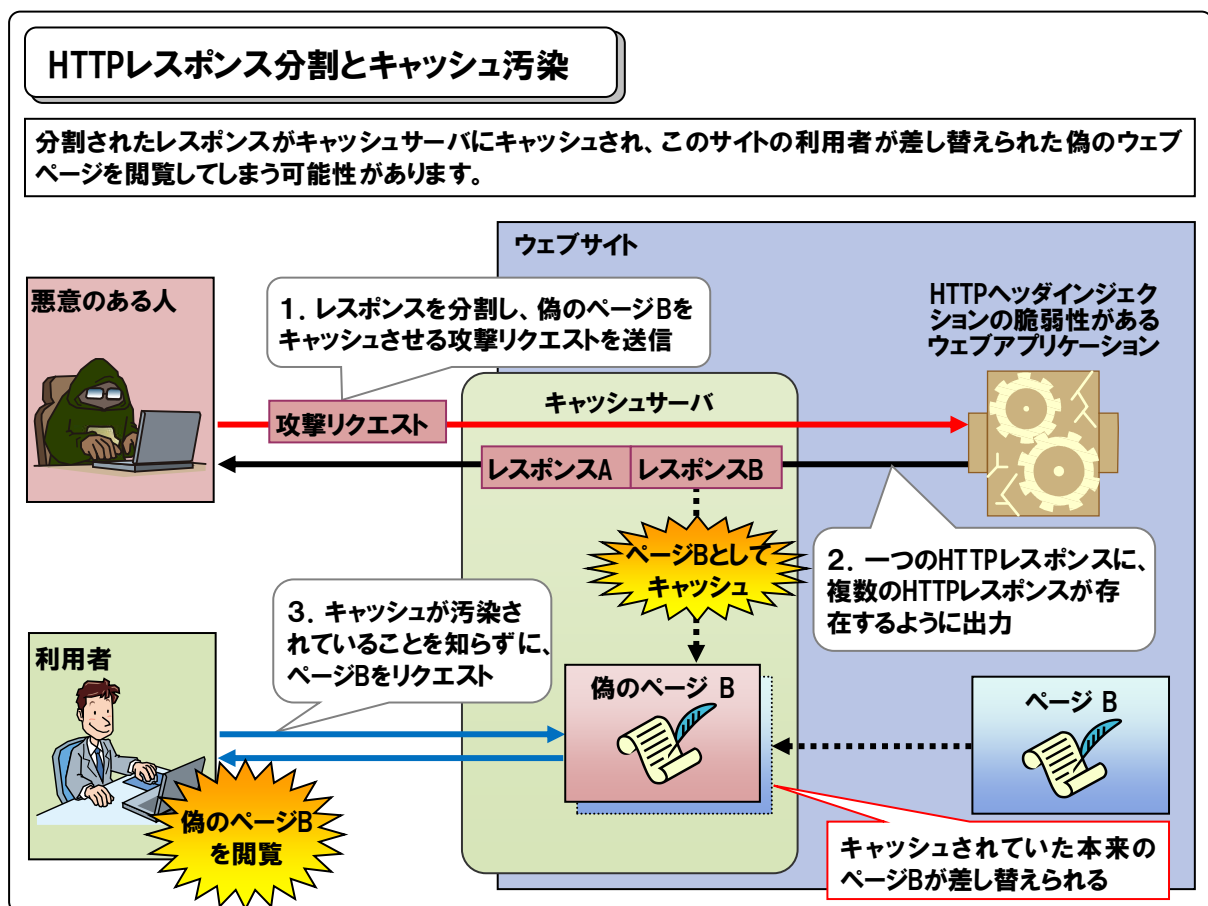 HTTPレスポンス分割とキャッシュ汚染
分割されたレスポンスがキャッシュサーバにキャッシュされ、このサイトの利用者が差し替えられた偽のウェブ
ページを閲覧してしまう可能性があります。
ウェブサイト
悪意のある人
1. レスポンスを分割し、偽のページBを
キャッシュさせる攻撃リクエストを送信
HTTPヘッダインジェク
ションの脆弱性がある
ウェブアプリケーション
キャッシュサーバ
攻撃リクエスト
レスポンスA
レスポンスB
ページBとして
キャッシュ
2. 一つのHTTPレスポンスに、
複数のHTTPレスポンスが存
在するように出力
3. キャッシュが汚染さ
れていることを知らずに、
ページBをリクエスト
利用者
偽のページ B
ページ B
偽のページB
を閲覧
キャッシュされていた本来の
ページBが差し替えられる